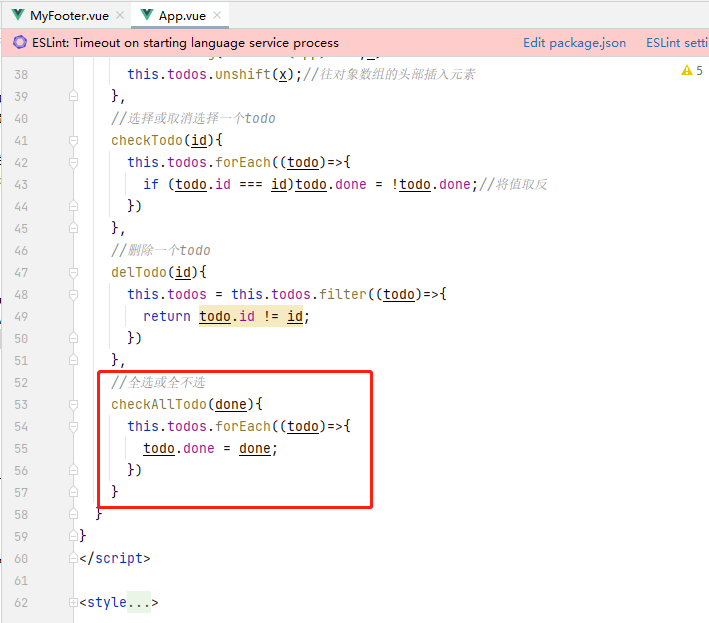 MyFooter.vue × App.vue ×
ESLint: Timeout on starting language service process Edit package.json ESLint setti
38 this.todos.unshift(x);//往对象数组的头部插入元素 5
39 },
40 //选择或取消选择一个todo
41 checkTodo(id){
42 this.todos.forEach((todo)=>{
43 if (todo.id === id)todo.done = !todo.done;//将值取反
44 })
45 },
46 //删除一个todo
47 delTodo(id){
48 this.todos = this.todos.filter((todo)=>{
49 return todo.id != id;
50 })
51 },
52 //全选或全不选
53 checkAllTodo(done){
54 this.todos.forEach((todo)=>{
55 todo.done = done;
56 })
57 }
58 }
59 }
60 </script>
61
62 <style...>